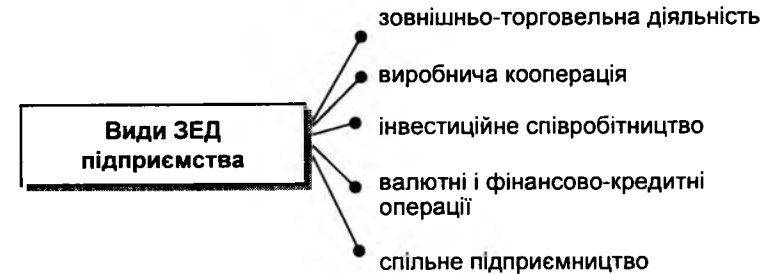 зовнішньо-торговельна діяльність
виробнича кооперація
Види ЗЕД
підприємства
інвестиційне співробітництво
валютні і фінансово-кредитні
операції
спільне підприємництво